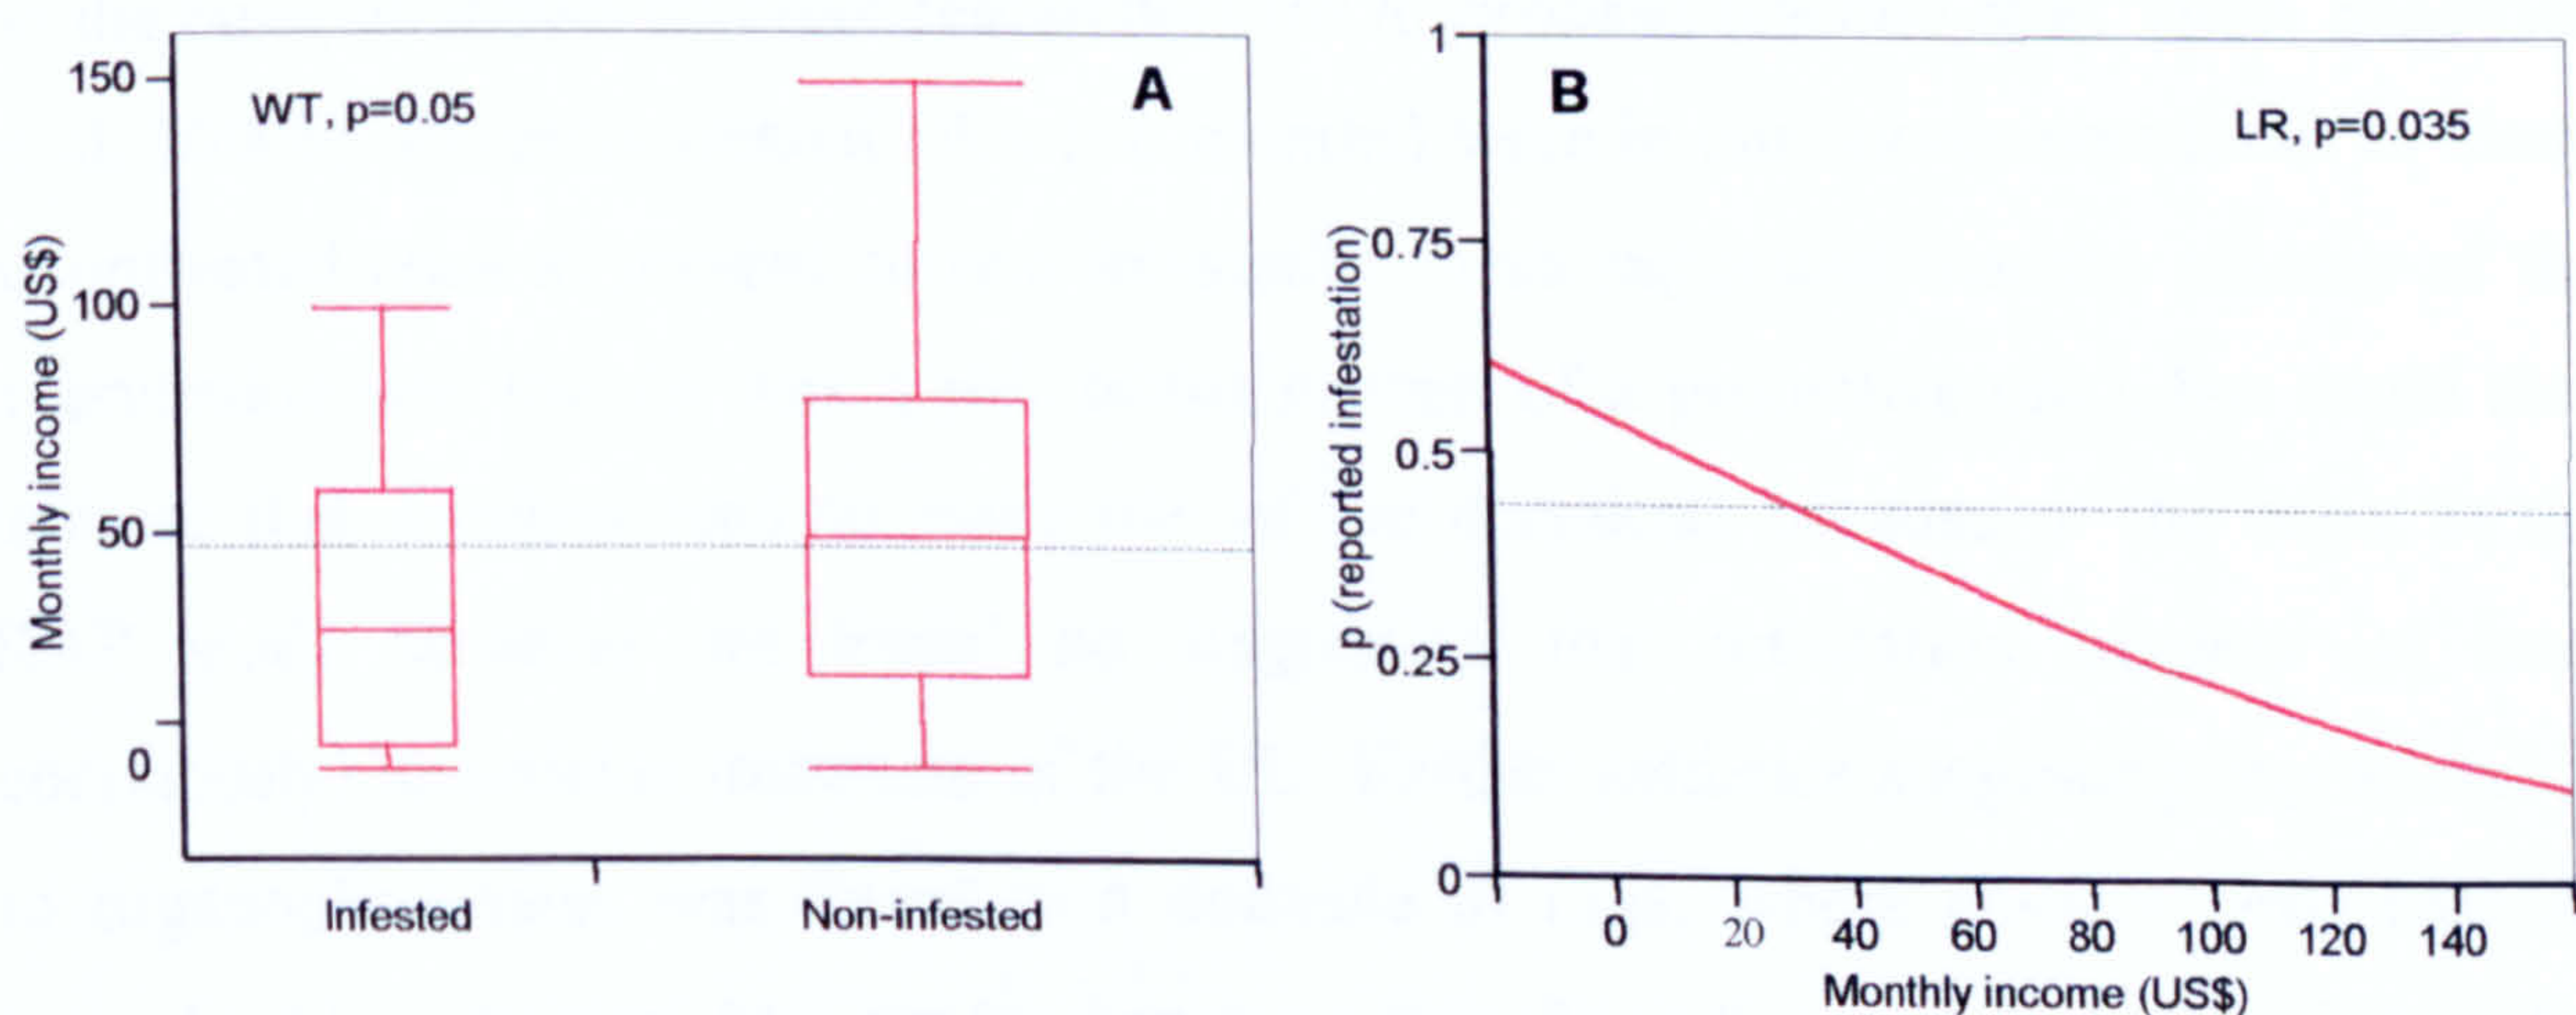 A
WT, p=0.05
150
100
50
0
Monthly income (US$)
Infested
Non-infested
B
LR, p=0.035
1
0.75
0.5
0.25
0
p (reported infestation)
0 20 40 60 80 100 120 140
Monthly income (US$)